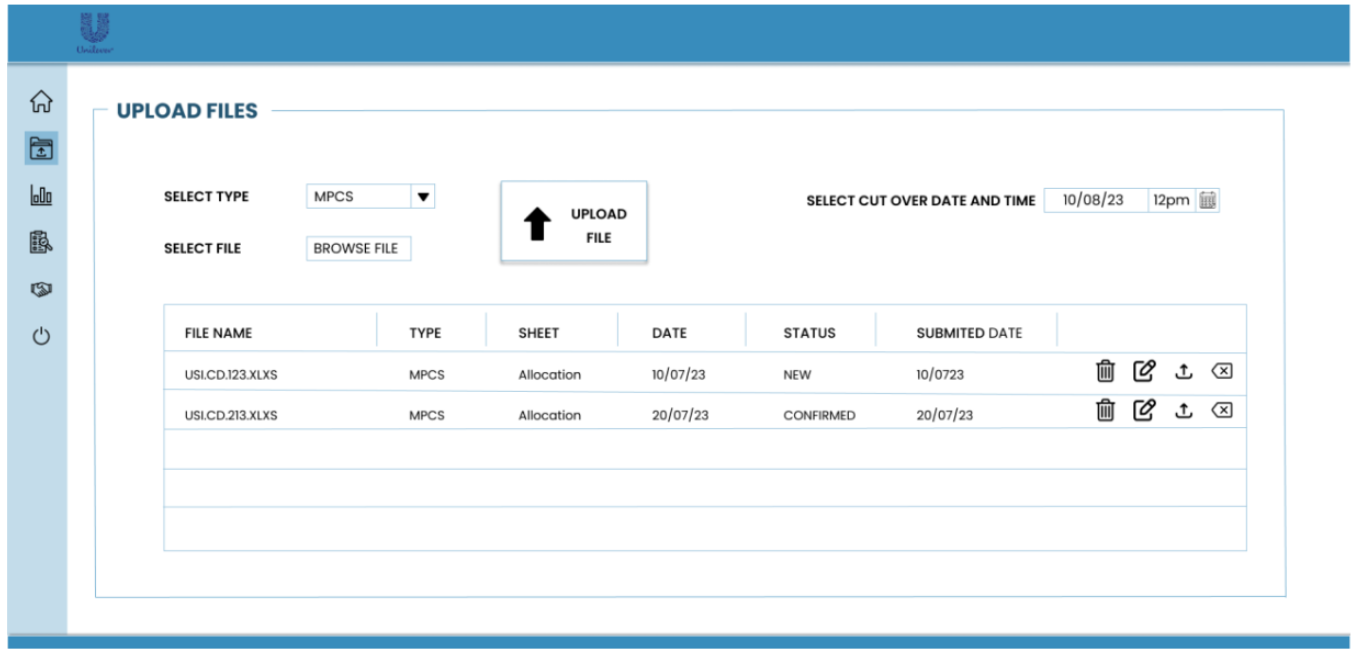 Unilever
UPLOAD FILES
SELECT TYPE MPCS
UPLOAD FILE
SELECT CUT OVER DATE AND TIME 10/08/23 12pm
SELECT FILE BROWSE FILE
FILE NAME TYPE SHEET DATE STATUS SUBMITED DATE
USI.CD.123.XLXS MPCS Allocation 10/07/23 NEW 10/0723
USI.CD.213.XLXS MPCS Allocation 20/07/23 CONFIRMED 20/07/23